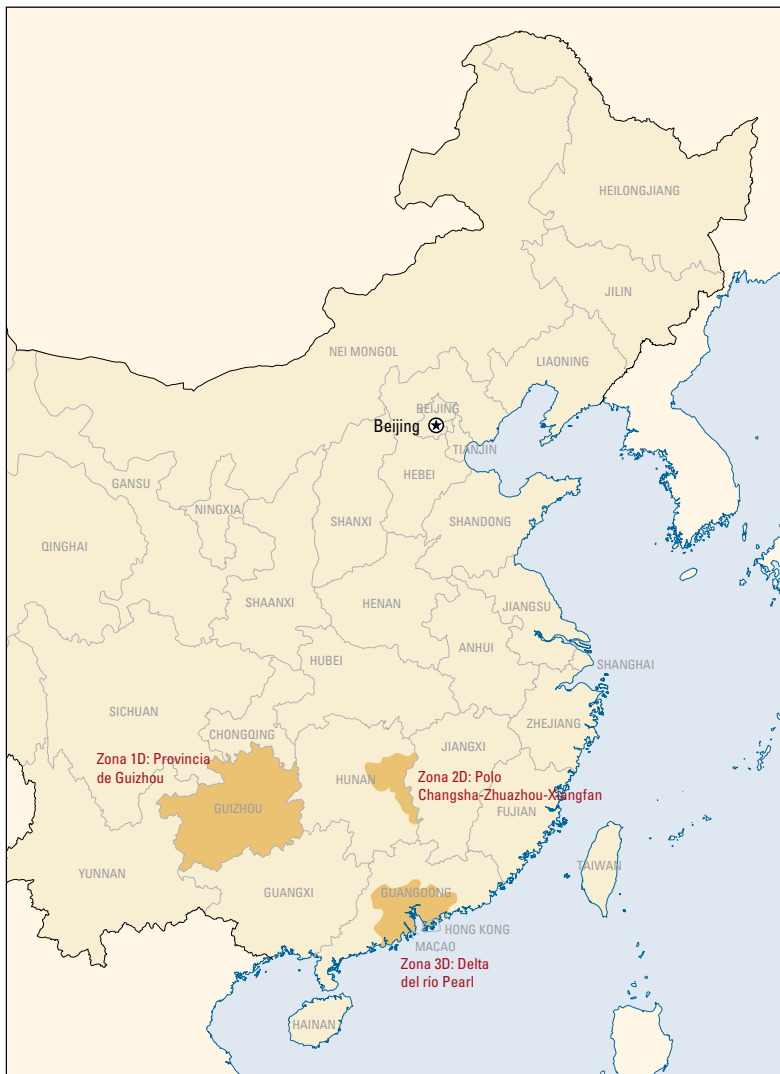 HEILONGJIANG
JILIN
NEI MONGOL
LIAONING
BEIJING
Beijing
TIANJIN
HEBEI
GANSU
NINGXIA
SHANXI
SHANDONG
QINGHAI
SHAANXI
HENAN
JIANGSU
ANHUI
HUBEI
SHANGHAI
SICHUAN
ZHEJIANG
CHONGQING
JIANGXI
Zona 1D: Provincia
de Guizhou
HUNAN
Zona 2D: Polo
Changsha-Zhuazhou-Xiangfan
GUIZHOU
FUJIAN
YUNNAN
TAIWAN
GUANGXI
GUANGDONG
HONG KONG
MACAO
Zona 3D: Delta
del río Pearl
HAINAN